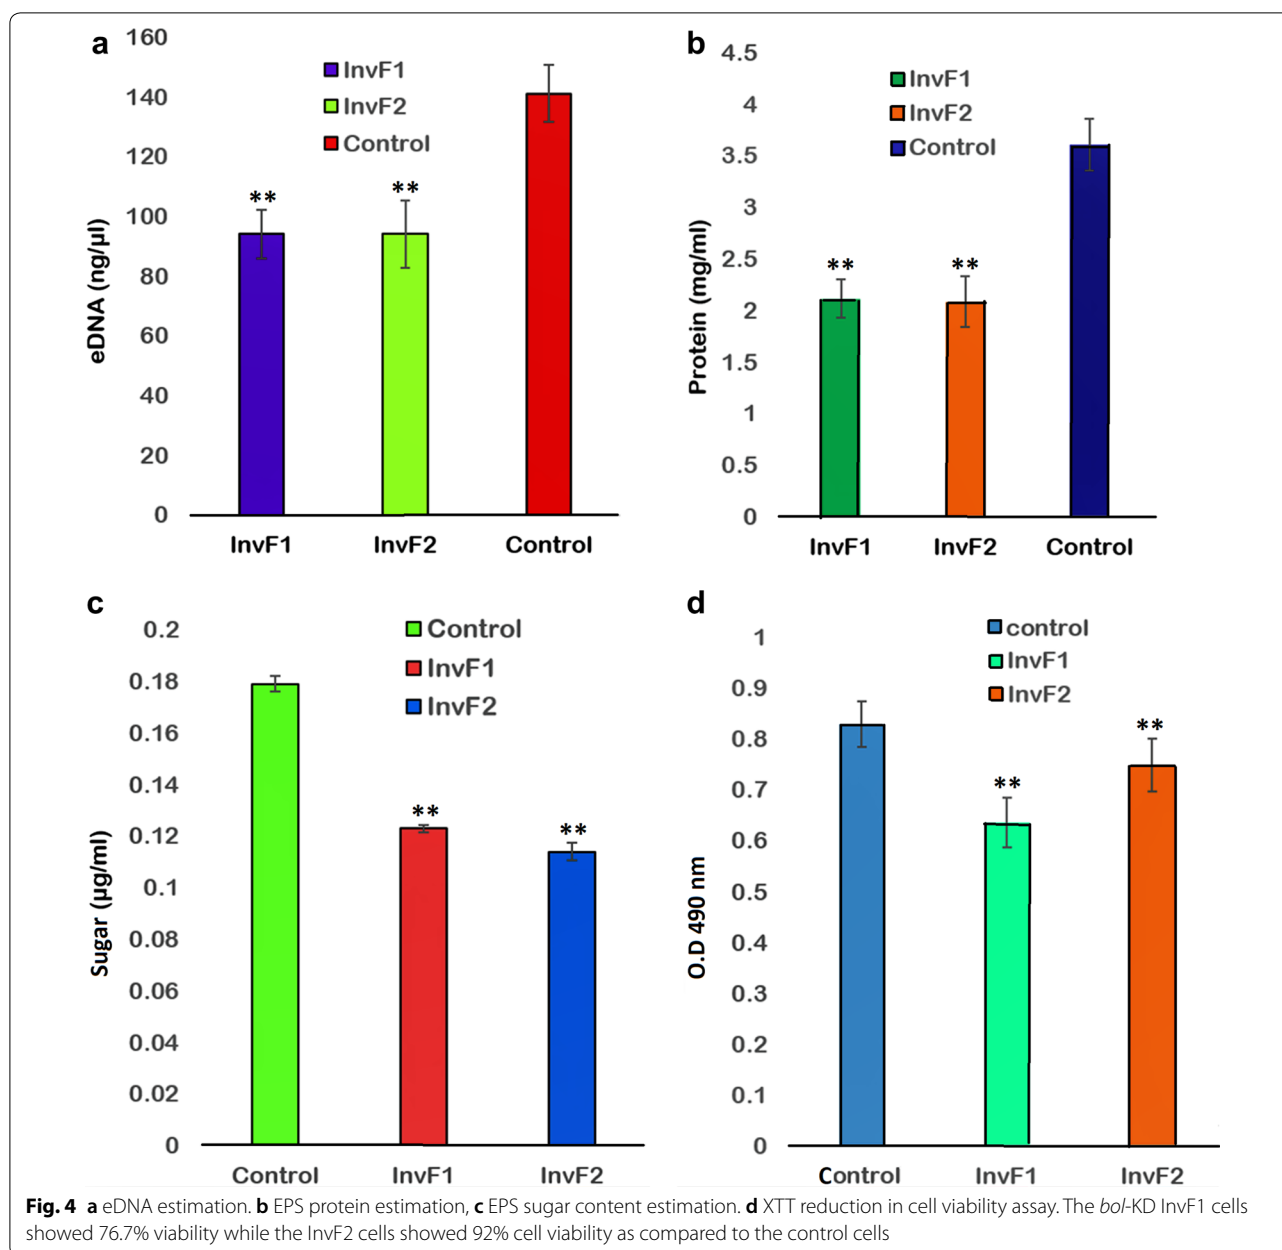 a
160
140
120
100
80
60
40
20
0
eDNA (ng/µl)
InvF1
InvF2
Control
**
**
InvF1 InvF2 Control
b
4.5
4
3.5
3
2.5
2
1.5
1
0.5
0
Protein (mg/ml)
InvF1
InvF2
Control
**
**
InvF1 InvF2 Control
c
0.2
0.18
0.16
0.14
0.12
0.1
0.08
0.06
0.04
0.02
0
Sugar (µg/ml)
Control
InvF1
InvF2
**
**
Control InvF1 InvF2
d
1
0.9
0.8
0.7
0.6
0.5
0.4
0.3
0.2
0.1
0
O.D 490 nm
control
InvF1
InvF2
**
**
Control InvF1 InvF2
Fig. 4 a eDNA estimation. b EPS protein estimation, c EPS sugar content estimation. d XTT reduction in cell viability assay. The bol-KD InvF1 cells
showed 76.7% viability while the InvF2 cells showed 92% cell viability as compared to the control cells